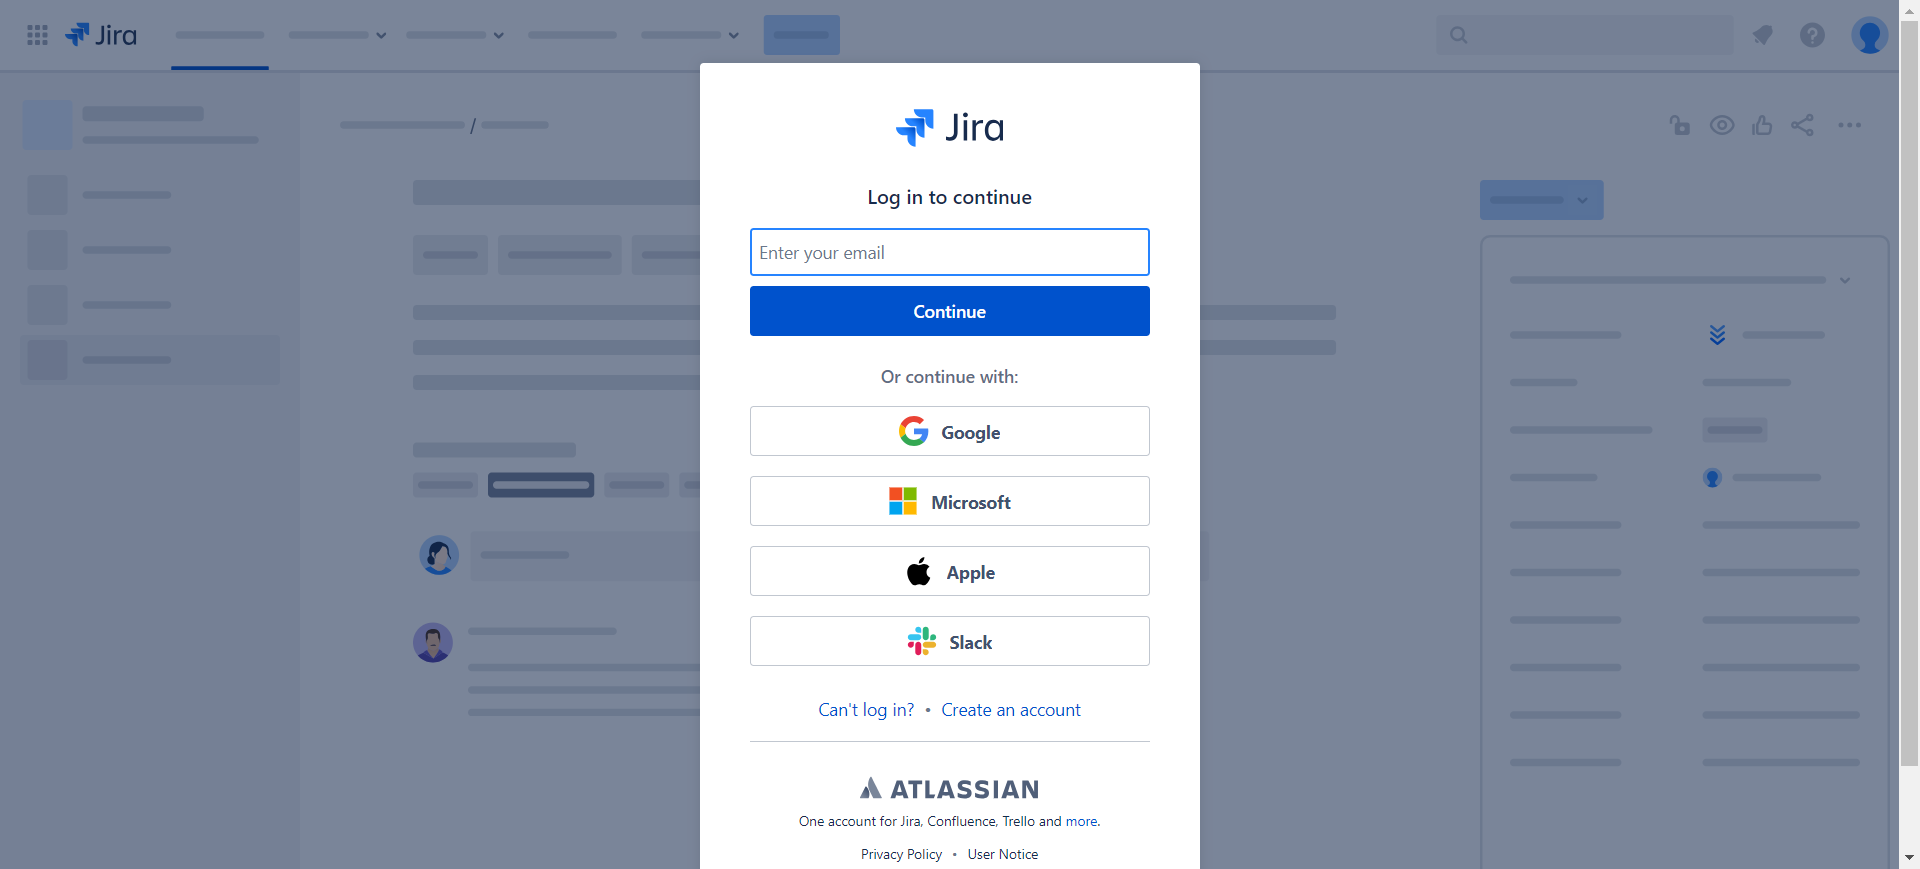 Jira
/
Jira
Log in to continue
Enter your email
Continue
Or continue with:
Google
Microsoft
Apple
Slack
Can't log in? • Create an account
ATLASSIAN
One account for Jira, Confluence, Trello and more.
Privacy Policy • User Notice